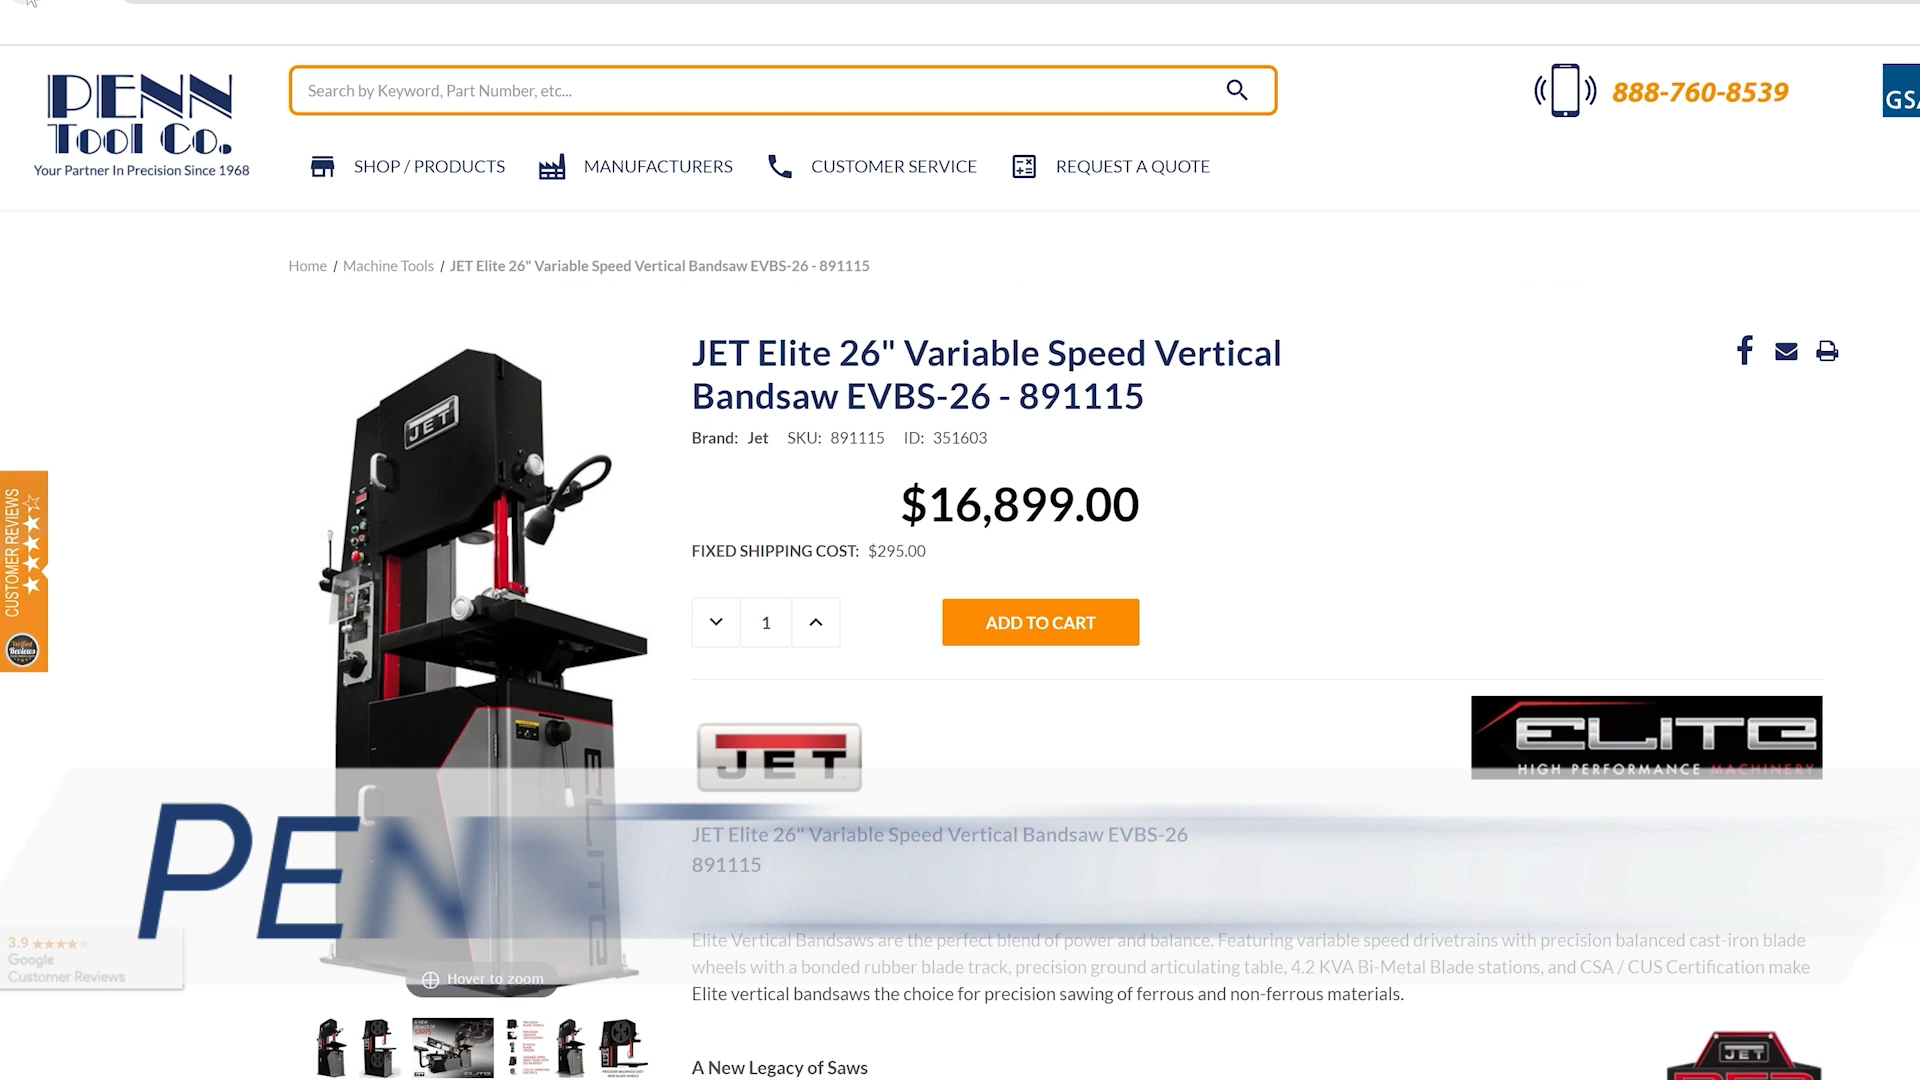 PENN
Tool Co.
Your Partner In Precision Since 1968
Search by Keyword, Part Number, etc...
888-760-8539
GSA
SHOP / PRODUCTS
MANUFACTURERS
CUSTOMER SERVICE
REQUEST A QUOTE
Home / Machine Tools / JET Elite 26" Variable Speed Vertical Bandsaw EVBS-26 - 891115
JET Elite 26" Variable Speed Vertical
Bandsaw EVBS-26 - 891115
Brand: Jet SKU: 891115 ID: 351603
$16,899.00
FIXED SHIPPING COST: $295.00
1
ADD TO CART
CUSTOMER REVIEWS
Verified
Reviews
JET
ELITE
JET
ELITE
HIGH PERFORMANCE MACHINERY
JET Elite 26" Variable Speed Vertical Bandsaw EVBS-26
891115
PEN
Elite Vertical Bandsaws are the perfect blend of power and balance. Featuring variable speed drivetrains with precision balanced cast-iron blade
wheels with a bonded rubber blade track, precision ground articulating table, 4.2 KVA Bi-Metal Blade stations, and CSA / CUS Certification make
Elite vertical bandsaws the choice for precision sawing of ferrous and non-ferrous materials.
3.9
Google
Customer Reviews
Hover to zoom
A New Legacy of Saws
JET